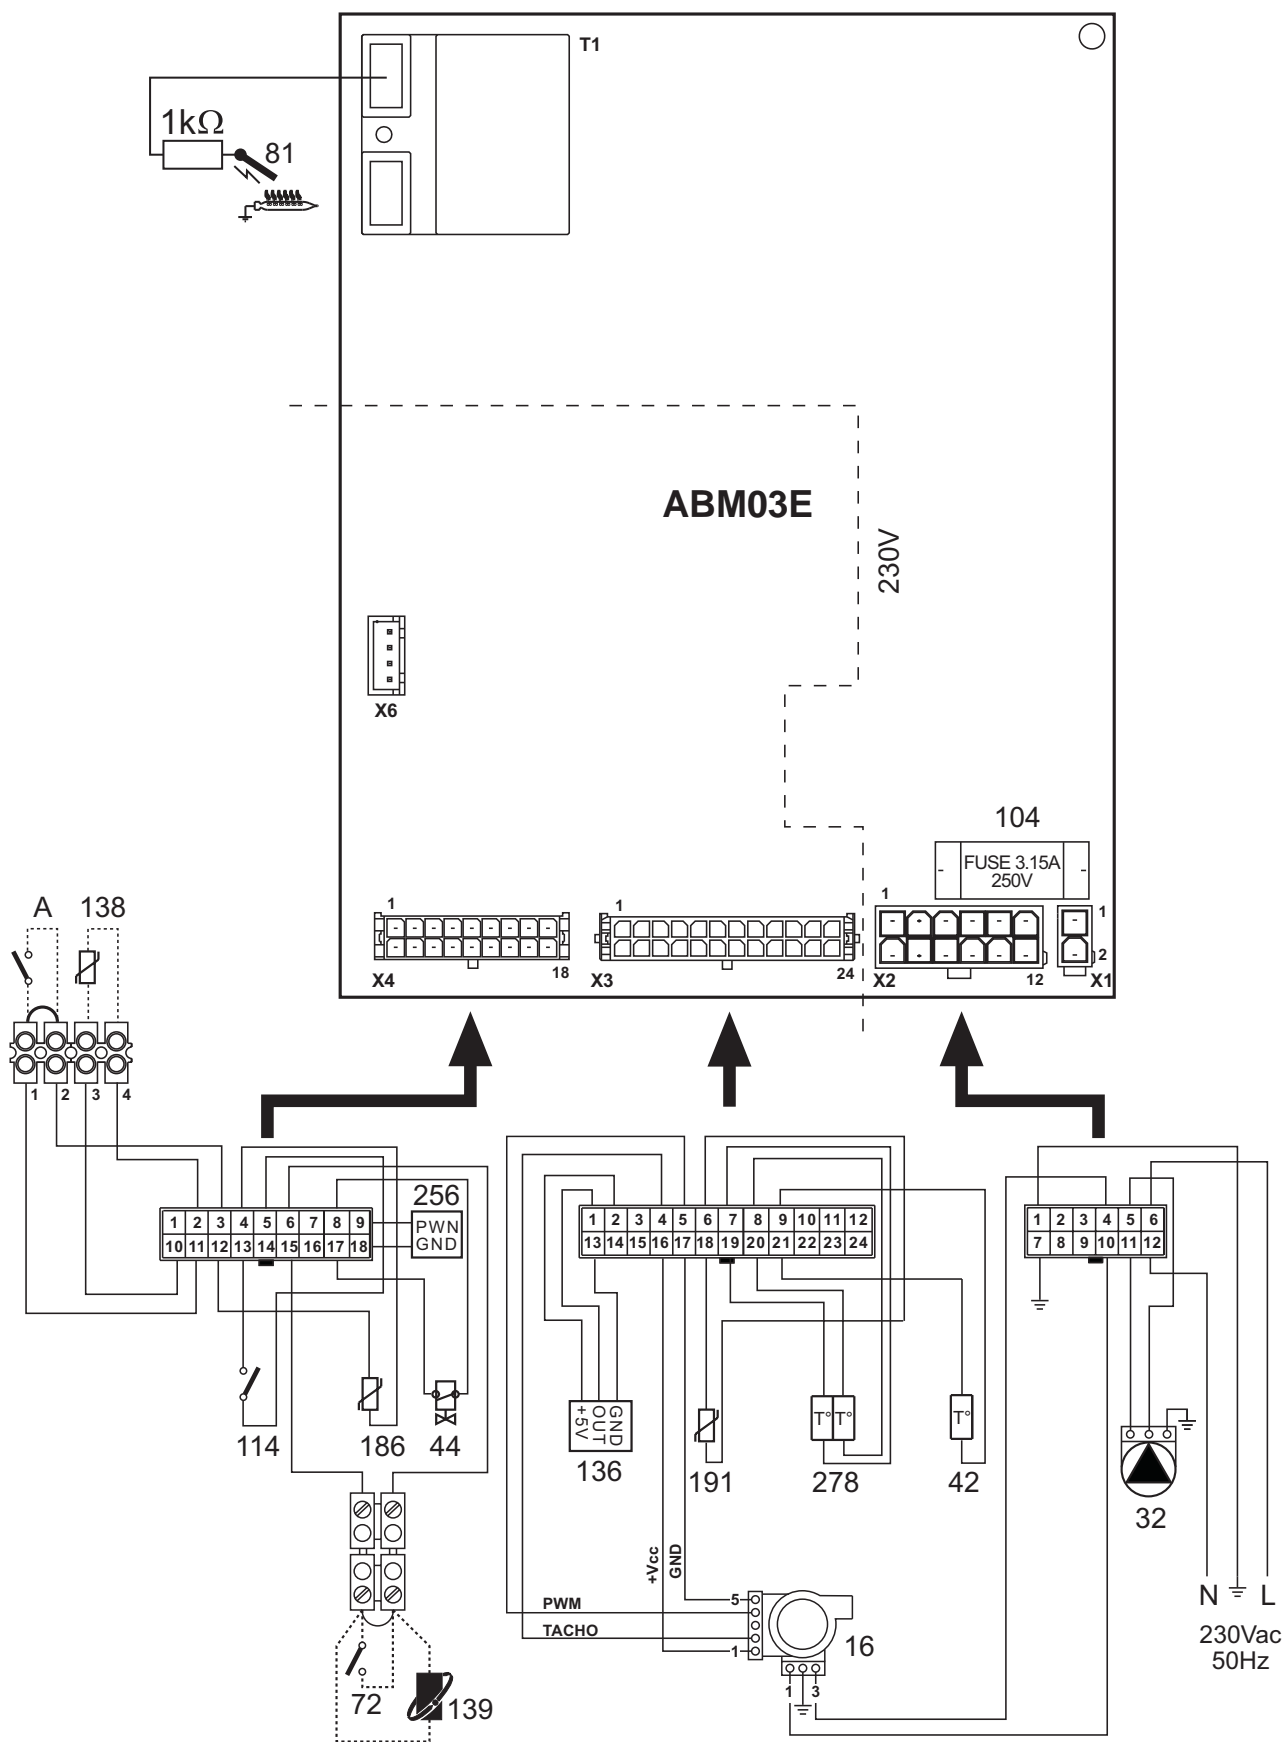 T1
1kΩ
81
ABM03E
230V
X6
104
FUSE 3.15A
250V
A 138
1
1
1
1
X4
18
X3
24
X2
12
2
X1
1 2 3 4
256
PWN
GND
1 2 3 4 5 6 7 8 9
10 11 12 13 14 15 16 17 18
1 2 3 4 5 6 7 8 9 10 11 12
13 14 15 16 17 18 19 20 21 22 23 24
1 2 3 4 5 6
7 8 9 10 11 12
114
186
44
+5V
OUT
GND
136
191
T° T°
278
T°
42
32
+Vcc
GND
PWM
TACHO
5
1
16
1 3
N L
230Vac
50Hz
72
139